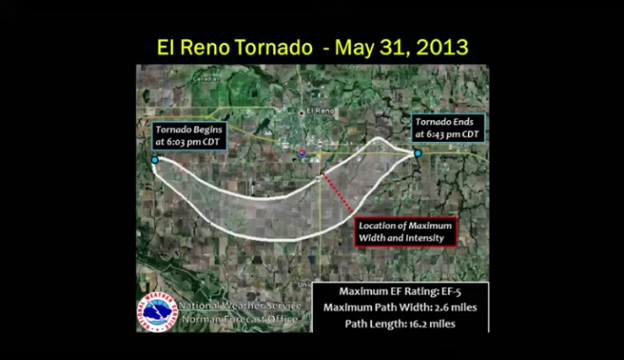 El Reno Tornado - May 31, 2013
El Reno
Tornado Begins
at 6:03 pm CDT
Tornado Ends
at 6:43 pm CDT
Location of Maximum
Width and Intensity
Maximum EF Rating: EF-5
Maximum Path Width: 2.6 miles
Path Length: 16.2 miles
National Weather Service
Norman Forecast Office